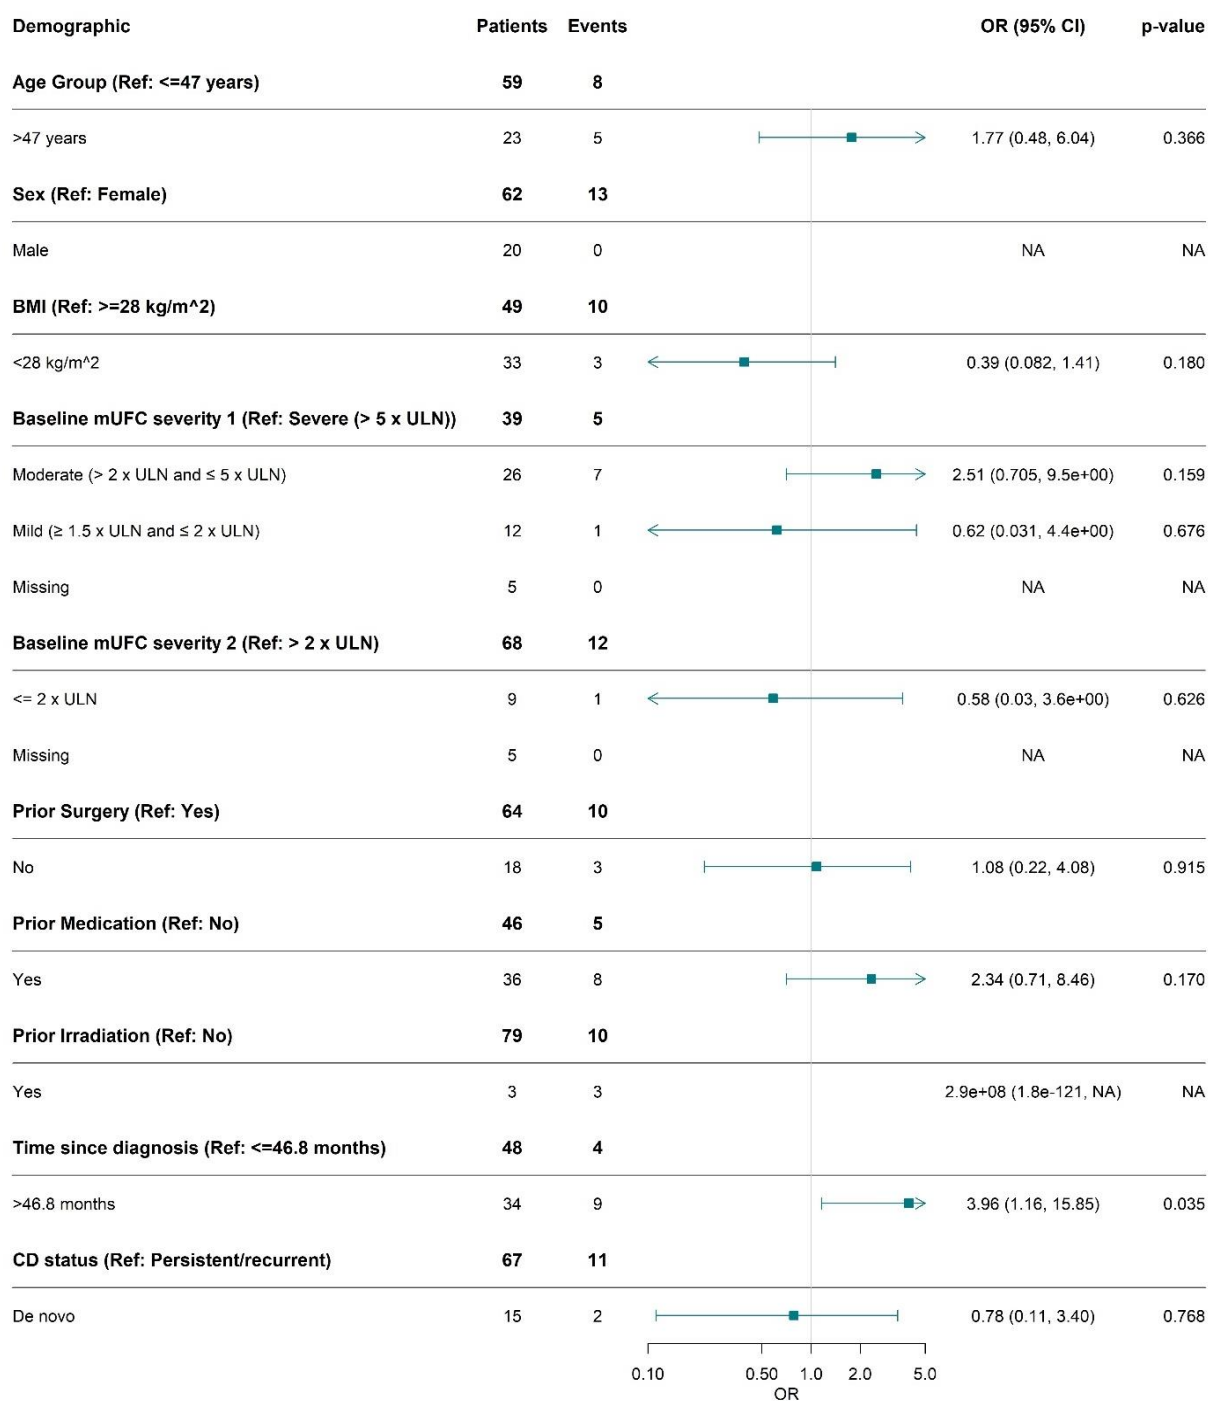 Demographic Patients Events OR (95% CI) p-value
Age Group (Ref: <=47 years) 59 8
>47 years 23 5 1.77 (0.48, 6.04) 0.366
Sex (Ref: Female) 62 13
Male 20 0 NA NA
BMI (Ref: >=28 kg/m^2) 49 10
<28 kg/m^2 33 3 0.39 (0.082, 1.41) 0.180
Baseline mUFC severity 1 (Ref: Severe (> 5 x ULN)) 39 5
Moderate (> 2 x ULN and ≤ 5 x ULN) 26 7 2.51 (0.705, 9.5e+00) 0.159
Mild (≥ 1.5 x ULN and ≤ 2 x ULN) 12 1 0.62 (0.031, 4.4e+00) 0.676
Missing 5 0 NA NA
Baseline mUFC severity 2 (Ref: > 2 x ULN) 68 12
<= 2 x ULN 9 1 0.58 (0.03, 3.6e+00) 0.626
Missing 5 0 NA NA
Prior Surgery (Ref: Yes) 64 10
No 18 3 1.08 (0.22, 4.08) 0.915
Prior Medication (Ref: No) 46 5
Yes 36 8 2.34 (0.71, 8.46) 0.170
Prior Irradiation (Ref: No) 79 10
Yes 3 3 2.9e+08 (1.8e-121, NA) NA
Time since diagnosis (Ref: <=46.8 months) 48 4
>46.8 months 34 9 3.96 (1.16, 15.85) 0.035
CD status (Ref: Persistent/recurrent) 67 11
De novo 15 2 0.78 (0.11, 3.40) 0.768
0.10 0.50 1.0 2.0 5.0
OR